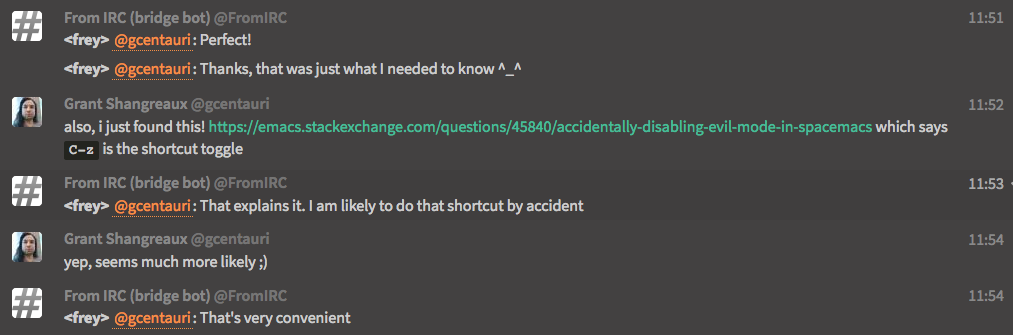 From IRC (bridge bot) @FromIRC 11:51
<frey> @gcentauri: Perfect!
<frey> @gcentauri: Thanks, that was just what I needed to know ^_^
Grant Shangreaux @gcentauri 11:52
also, i just found this! https://emacs.stackexchange.com/questions/45840/accidentally-disabling-evil-mode-in-spacemacs which says
C-z is the shortcut toggle
From IRC (bridge bot) @FromIRC 11:53
<frey> @gcentauri: That explains it. I am likely to do that shortcut by accident
Grant Shangreaux @gcentauri 11:54
yep, seems much more likely ;)
From IRC (bridge bot) @FromIRC 11:54
<frey> @gcentauri: That's very convenient